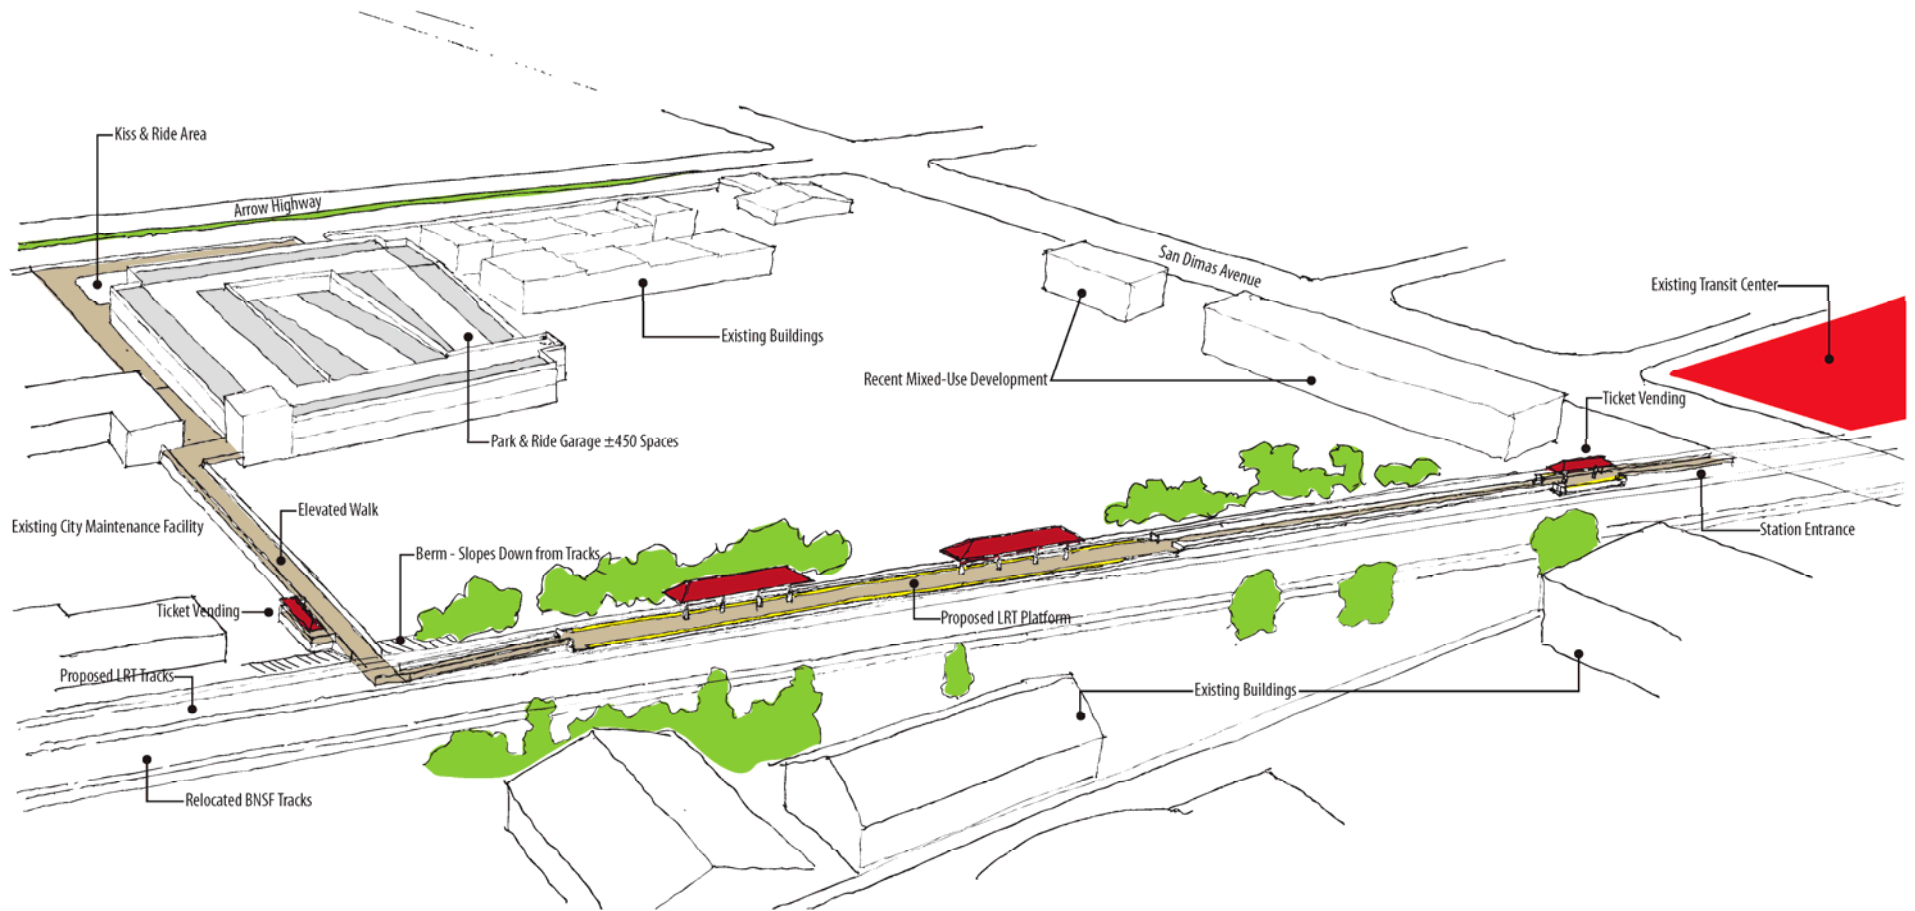 Kiss & Ride Area
Arrow Highway
San Dimas Avenue
Existing Transit Center
Existing Buildings
Recent Mixed-Use Development
Ticket Vending
Park & Ride Garage ±450 Spaces
Elevated Walk
Existing City Maintenance Facility
Station Entrance
Berm - Slopes Down from Tracks
Ticket Vending
Proposed LRT Platform
Proposed LRT Tracks
Existing Buildings
Relocated BNSF Tracks